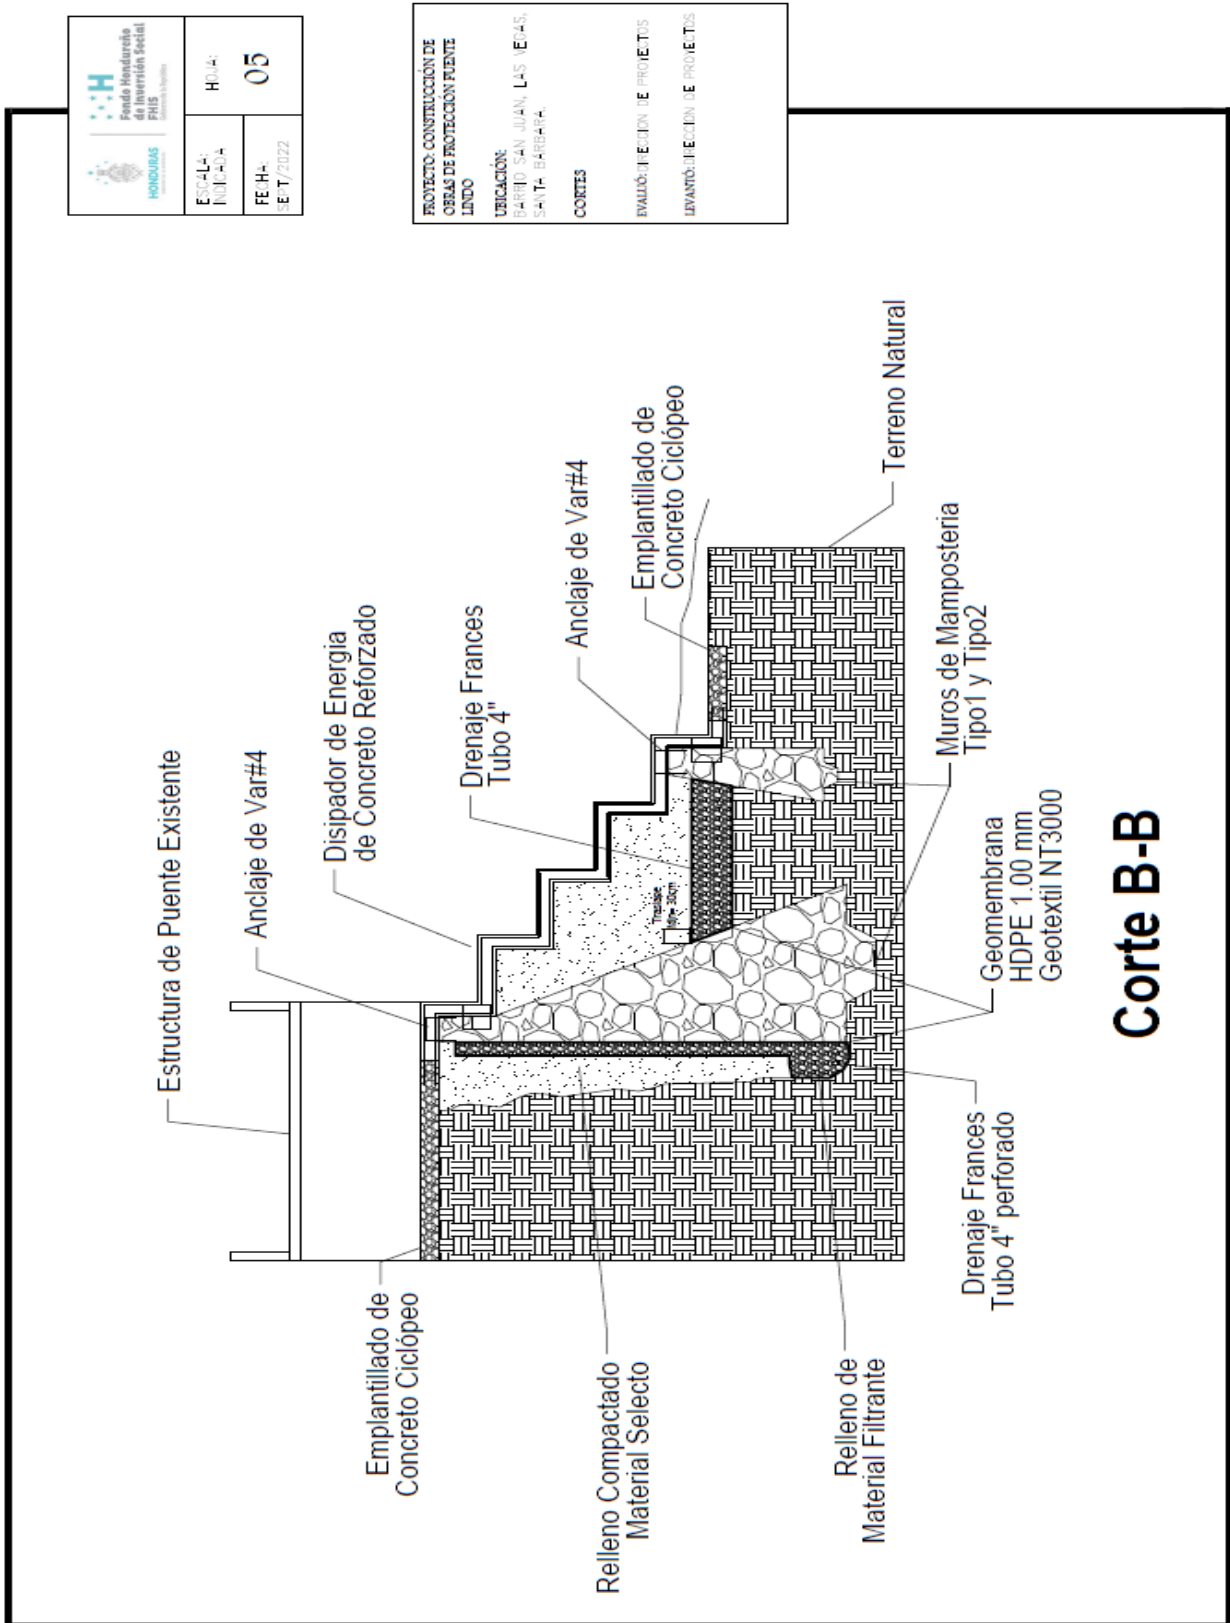 HONDURAS
H
Fondo Hondureño
de Inversión Social
FHIS
ESCALA:
INDICADA
HOJA:
05
FECHA:
SEPT/2022
PROYECTO: CONSTRUCCIÓN DE
OBRAS DE PROTECCIÓN PUENTE
LINDO
UBICACIÓN:
BARRIO SAN JUAN, LAS VEGAS,
SANTA BARBARA.
CORTES
EVALUÓ: DIRECCION DE PROYECTOS
LEVANTÓ: DIRECCION DE PROYECTOS
Estructura de Puente Existente
Anclaje de Var#4
Disipador de Energia
de Concreto Reforzado
Drenaje Frances
Tubo 4"
Anclaje de Var#4
Emplantillado de
Concreto Ciclópeo
Terreno Natural
Emplantillado de
Concreto Ciclópeo
Relleno Compactado
Material Selecto
Relleno de
Material Filtrante
Drenaje Frances
Tubo 4" perforado
Geomembrana
HDPE 1.00 mm
Geotextil NT3000
Muros de Mamposteria
Tipo1 y Tipo2
Traslape
30cm
Corte B-B